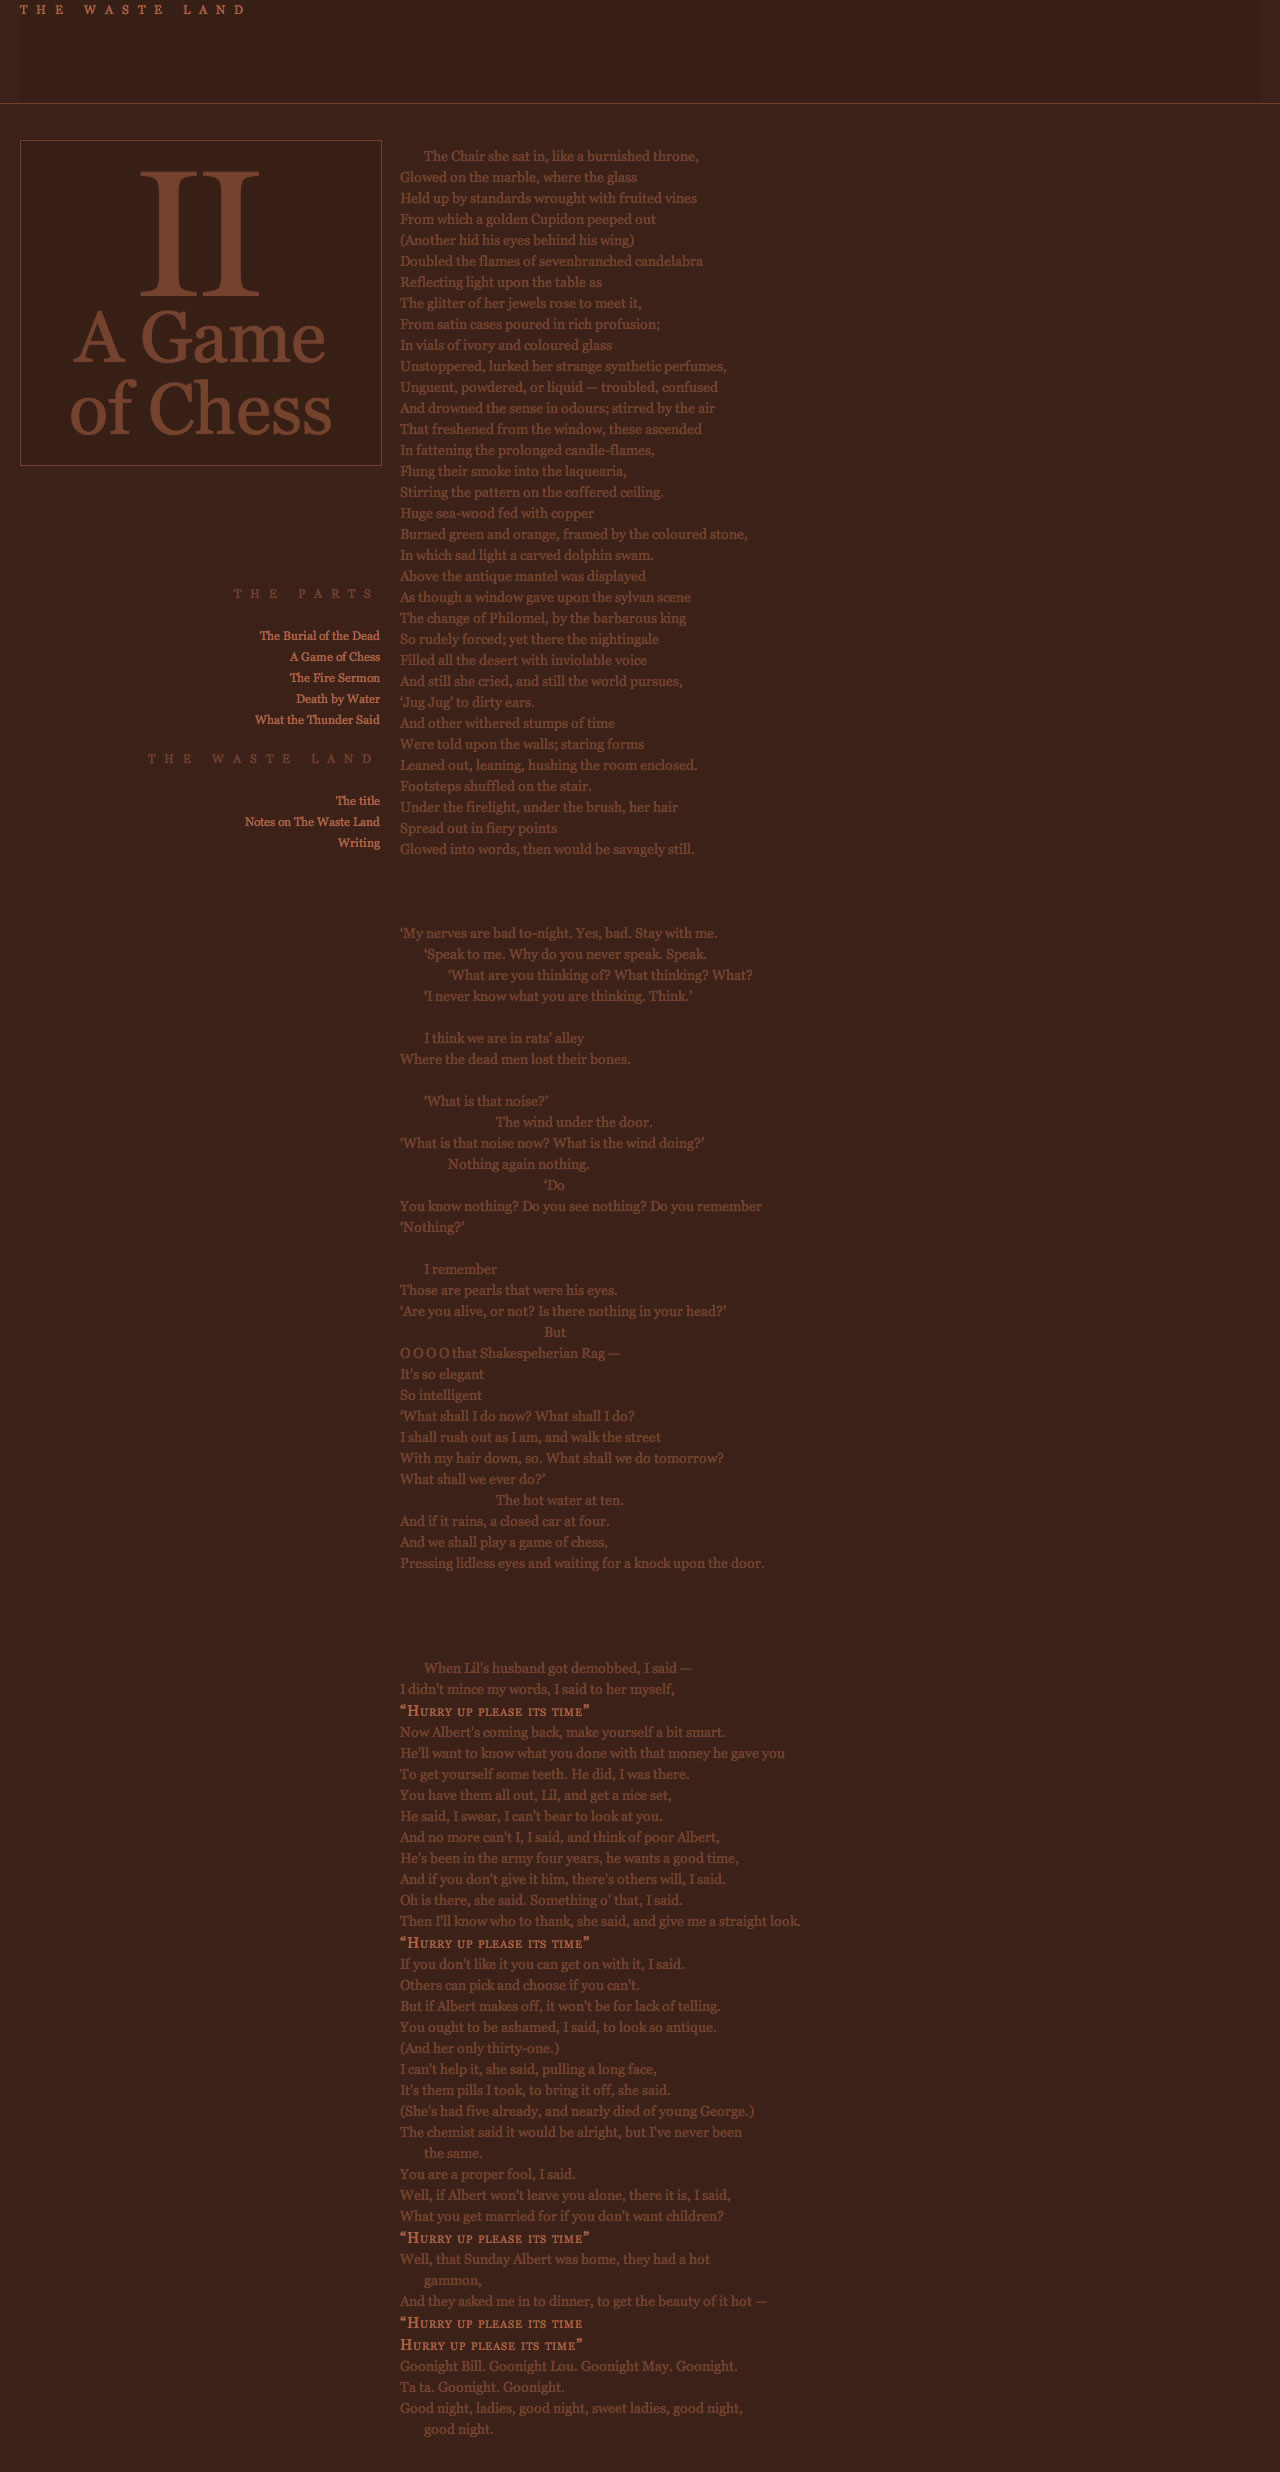 THE WASTE LAND
II
A Game
of Chess
THE PARTS
The Burial of the Dead
A Game of Chess
The Fire Sermon
Death by Water
What the Thunder Said
THE WASTE LAND
The title
Notes on The Waste Land
Writing
The Chair she sat in, like a burnished throne,
Glowed on the marble, where the glass
Held up by standards wrought with fruited vines
From which a golden Cupidon peeped out
(Another hid his eyes behind his wing)
Doubled the flames of sevenbranched candelabra
Reflecting light upon the table as
The glitter of her jewels rose to meet it,
From satin cases poured in rich profusion;
In vials of ivory and coloured glass
Unstoppered, lurked her strange synthetic perfumes,
Unguent, powdered, or liquid — troubled, confused
And drowned the sense in odours; stirred by the air
That freshened from the window, these ascended
In fattening the prolonged candle-flames,
Flung their smoke into the laquearia,
Stirring the pattern on the coffered ceiling.
Huge sea-wood fed with copper
Burned green and orange, framed by the coloured stone,
In which sad light a carved dolphin swam.
Above the antique mantel was displayed
As though a window gave upon the sylvan scene
The change of Philomel, by the barbarous king
So rudely forced; yet there the nightingale
Filled all the desert with inviolable voice
And still she cried, and still the world pursues,
‘Jug Jug’ to dirty ears.
And other withered stumps of time
Were told upon the walls; staring forms
Leaned out, leaning, hushing the room enclosed.
Footsteps shuffled on the stair.
Under the firelight, under the brush, her hair
Spread out in fiery points
Glowed into words, then would be savagely still.
‘My nerves are bad to-night. Yes, bad. Stay with me.
‘Speak to me. Why do you never speak. Speak.
‘What are you thinking of? What thinking? What?
‘I never know what you are thinking. Think.’
I think we are in rats’ alley
Where the dead men lost their bones.
‘What is that noise?’
The wind under the door.
‘What is that noise now? What is the wind doing?’
Nothing again nothing.
‘Do
You know nothing? Do you see nothing? Do you remember
‘Nothing?’
I remember
Those are pearls that were his eyes.
‘Are you alive, or not? Is there nothing in your head?’
But
O O O O that Shakespeherian Rag —
It's so elegant
So intelligent
‘What shall I do now? What shall I do?
I shall rush out as I am, and walk the street
With my hair down, so. What shall we do tomorrow?
What shall we ever do?’
The hot water at ten.
And if it rains, a closed car at four.
And we shall play a game of chess,
Pressing lidless eyes and waiting for a knock upon the door.
When Lil's husband got demobbed, I said —
I didn't mince my words, I said to her myself,
“Hurry up please its time”
Now Albert's coming back, make yourself a bit smart.
He'll want to know what you done with that money he gave you
To get yourself some teeth. He did, I was there.
You have them all out, Lil, and get a nice set,
He said, I swear, I can't bear to look at you.
And no more can't I, I said, and think of poor Albert,
He's been in the army four years, he wants a good time,
And if you don't give it him, there's others will, I said.
Oh is there, she said. Something o' that, I said.
Then I'll know who to thank, she said, and give me a straight look.
“Hurry up please its time”
If you don't like it you can get on with it, I said.
Others can pick and choose if you can't.
But if Albert makes off, it won't be for lack of telling.
You ought to be ashamed, I said, to look so antique.
(And her only thirty-one.)
I can't help it, she said, pulling a long face,
It's them pills I took, to bring it off, she said.
(She's had five already, and nearly died of young George.)
The chemist said it would be alright, but I've never been
the same.
You are a proper fool, I said.
Well, if Albert won't leave you alone, there it is, I said,
What you get married for if you don't want children?
“Hurry up please its time”
Well, that Sunday Albert was home, they had a hot
gammon,
And they asked me in to dinner, to get the beauty of it hot —
“Hurry up please its time
Hurry up please its time”
Goonight Bill. Goonight Lou. Goonight May. Goonight.
Ta ta. Goonight. Goonight.
Good night, ladies, good night, sweet ladies, good night,
good night.